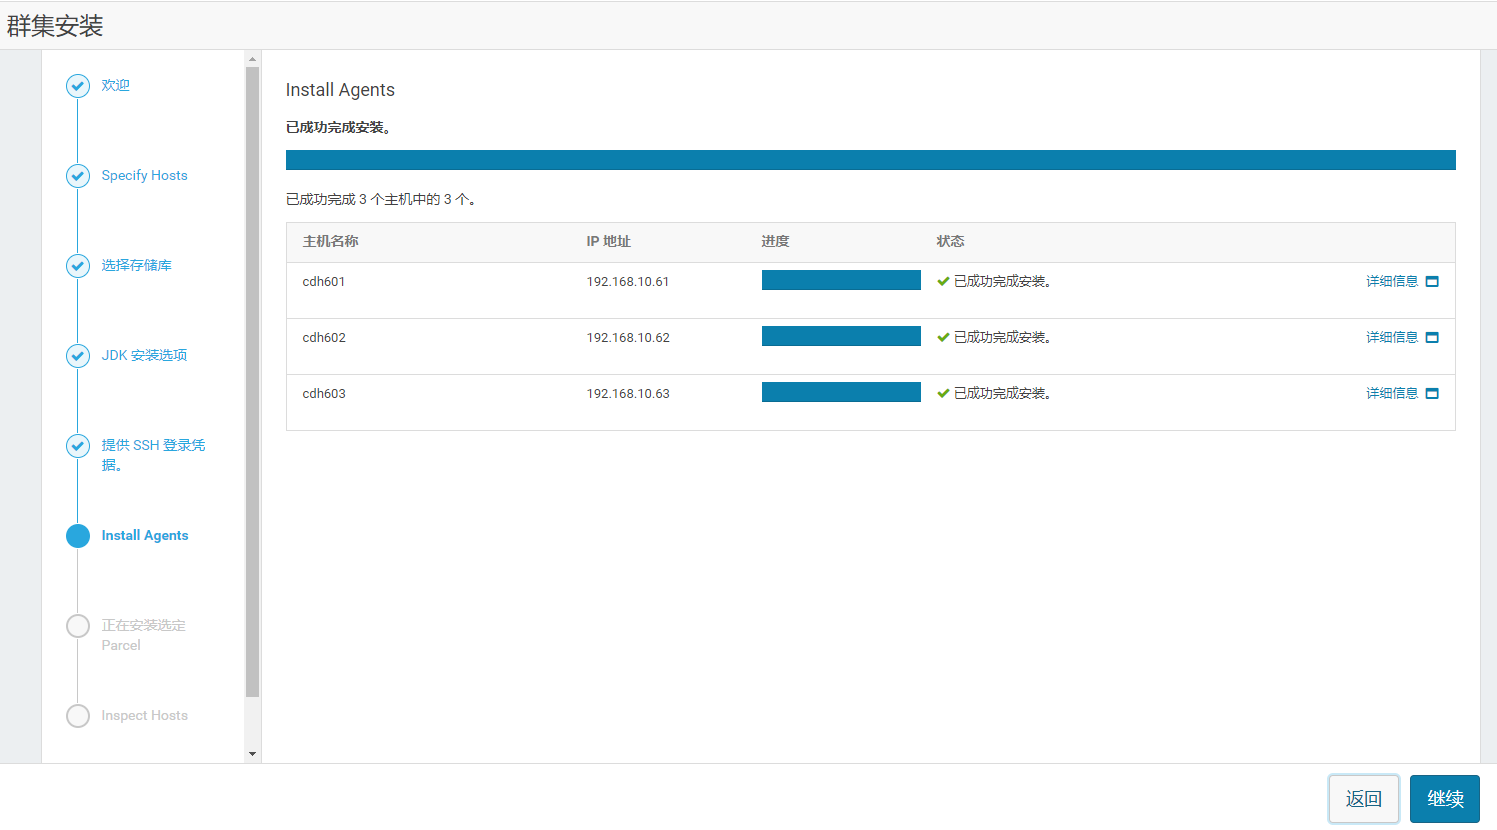 群集安装
欢迎
Specify Hosts
选择存储库
JDK 安装选项
提供 SSH 登录凭
据。
Install Agents
正在安装选定
Parcel
Inspect Hosts
Install Agents
已成功完成安装。
已成功完成 3 个主机中的 3 个。
主机名称 IP 地址 进度 状态
cdh601 192.168.10.61 已成功完成安装。 详细信息
cdh602 192.168.10.62 已成功完成安装。 详细信息
cdh603 192.168.10.63 已成功完成安装。 详细信息
返回 继续